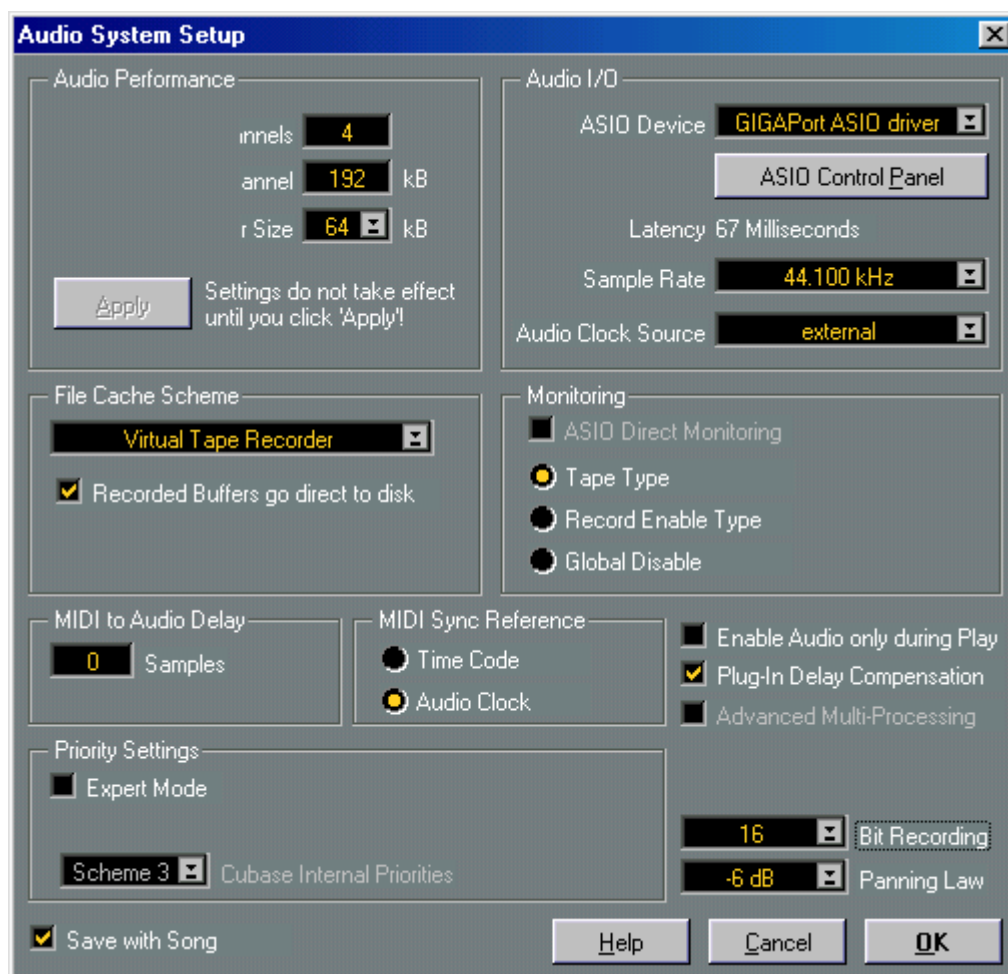 Audio System Setup
Audio Performance
nnels 4
annel 192 kB
r Size 64 kB
Apply
Settings do not take effect
until you click 'Apply'!
Audio I/O
ASIO Device GIGAPort ASIO driver
ASIO Control Panel
Latency 67 Milliseconds
Sample Rate 44.100 kHz
Audio Clock Source external
File Cache Scheme
Virtual Tape Recorder
Recorded Buffers go direct to disk
Monitoring
ASIO Direct Monitoring
Tape Type
Record Enable Type
Global Disable
MIDI to Audio Delay
0 Samples
MIDI Sync Reference
Time Code
Audio Clock
Enable Audio only during Play
Plug-In Delay Compensation
Advanced Multi-Processing
Priority Settings
Expert Mode
Scheme 3 Cubase Internal Priorities
16 Bit Recording
-6 dB Panning Law
Save with Song
Help
Cancel
OK